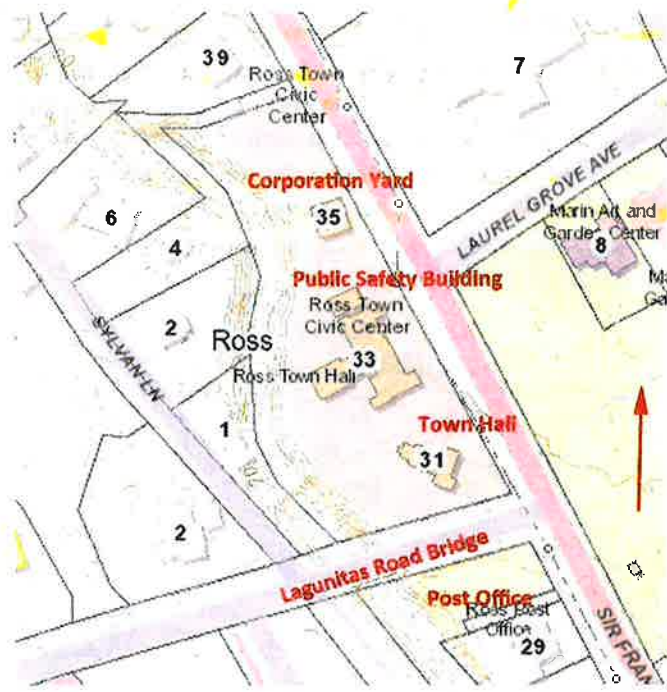 39
Ross Town
Civic
Center
7
Corporation Yard
LAUREL GROVE AVE
35
6
Marin Art and
Garden Center
8
4
Public Safety Building
Ross Town
Civic Center
2
Ross
33
SYLVAN LN
Ross Town Hall
Town Hall
1
31
2
Lagunitas Road Bridge
Post Office
Ross Post
Office
29
SIR FRAN